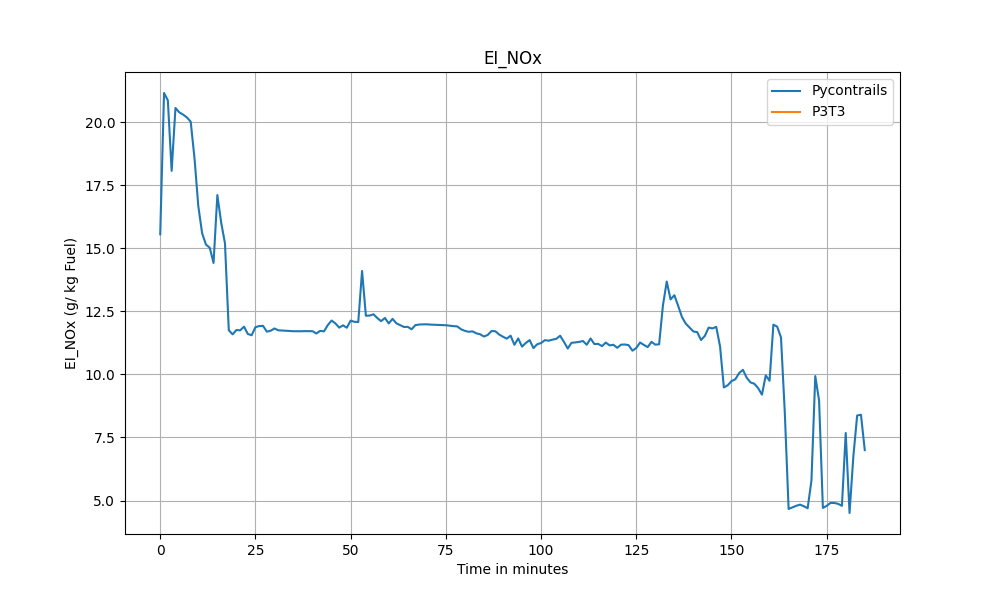 EI_NOx
Pycontrails
P3T3
EI_NOx (g/ kg Fuel)
20.0
17.5
15.0
12.5
10.0
7.5
5.0
0 25 50 75 100 125 150 175
Time in minutes